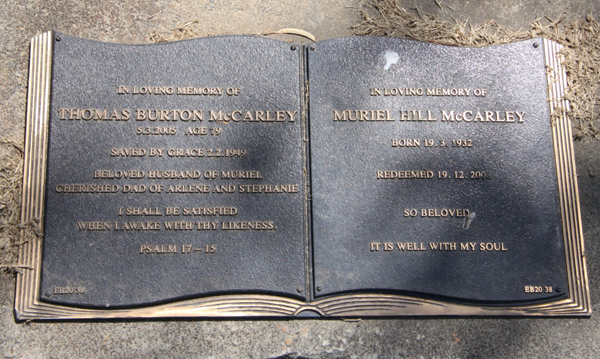 IN LOVING MEMORY OF
THOMAS BURTON McCARLEY
5.3.2005 AGE 79
SAVED BY GRACE 2.2.1949
BELOVED HUSBAND OF MURIEL
CHERISHED DAD OF ARLENE AND STEPHANIE
I SHALL BE SATISFIED
WHEN I AWAKE WITH THY LIKENESS.
PSALM 17—15
EB20-38
IN LOVING MEMORY OF
MURIEL HILL McCARLEY
BORN 19. 3. 1932
REDEEMED 19. 12.
SO BELOVED
IT IS WELL WITH MY SOUL
EB20-38